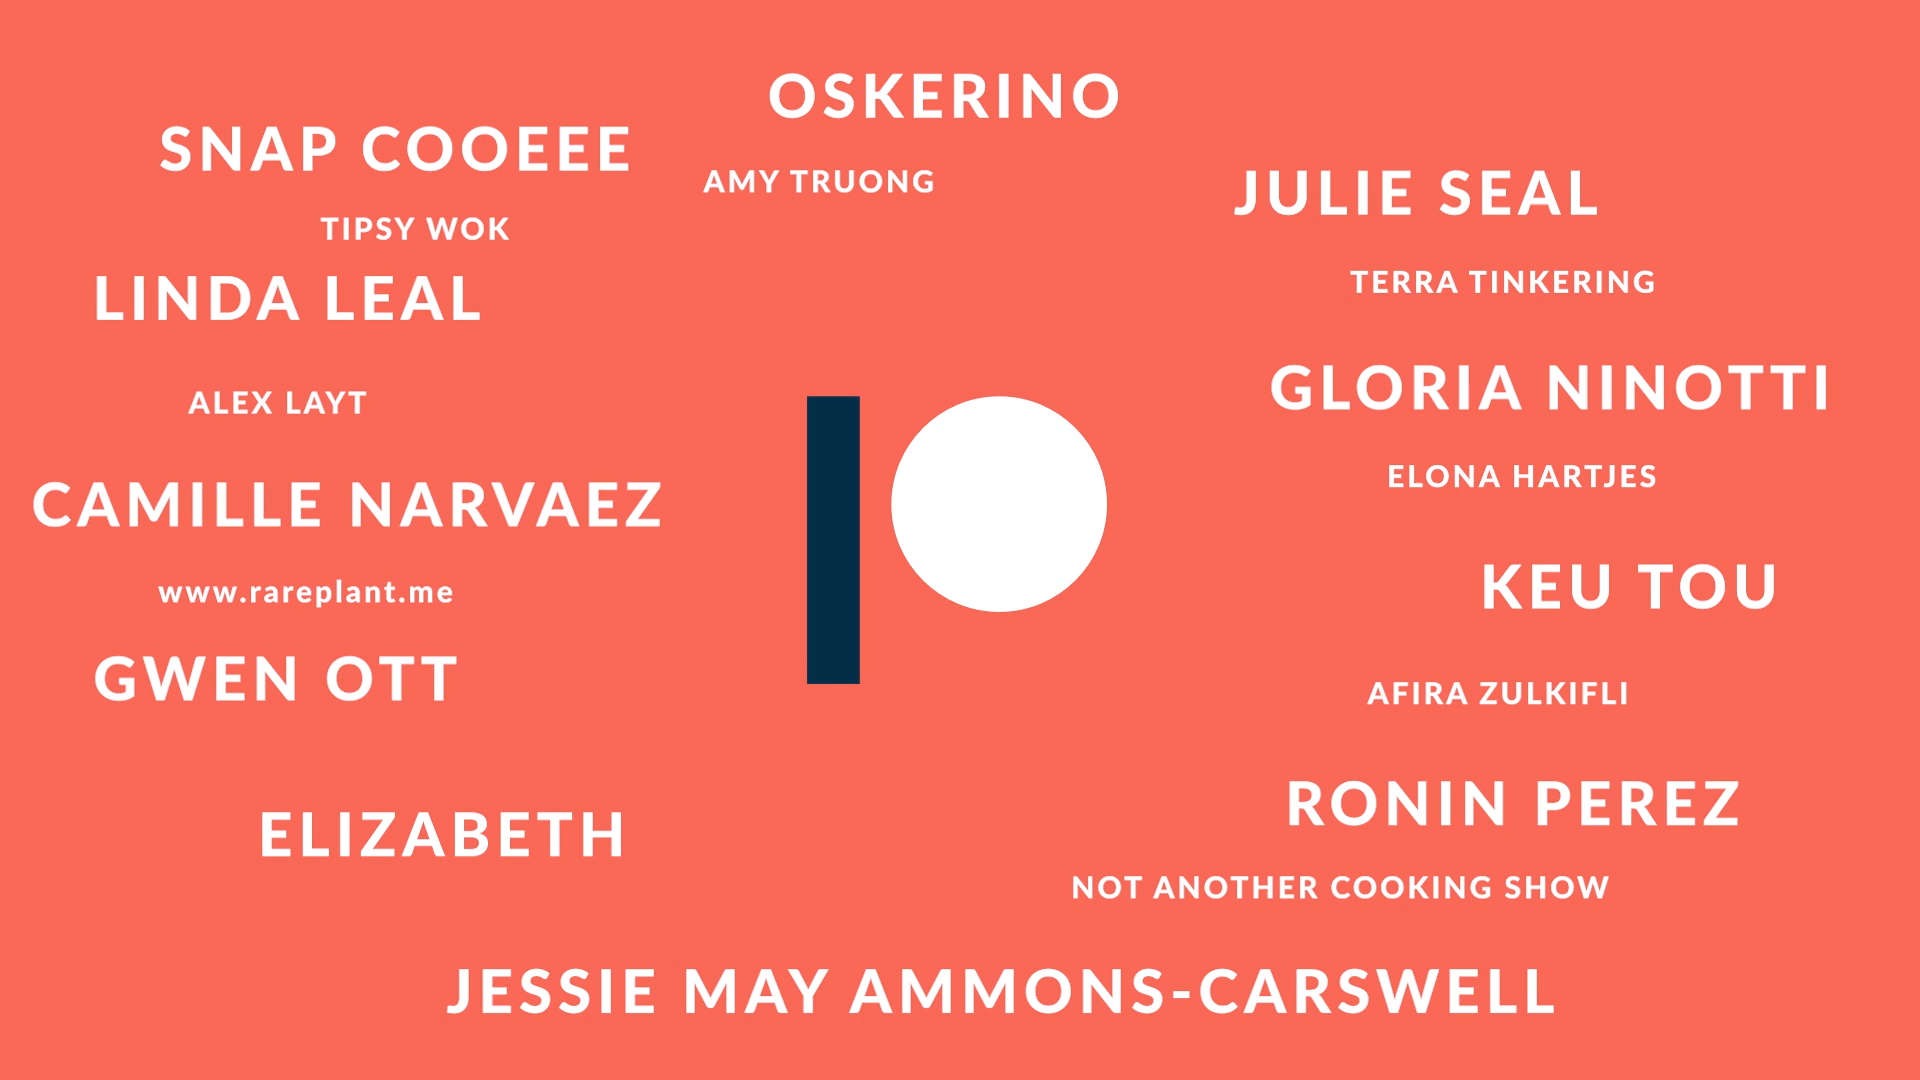 OSKERINO
SNAP COOEEE
AMY TRUONG
JULIE SEAL
TIPSY WOK
TERRA TINKERING
LINDA LEAL
GLORIA NINOTTI
ALEX LAYT
ELONA HARTJES
CAMILLE NARVAEZ
KEU TOU
www.rareplant.me
GWEN OTT
AFIRA ZULKIFLI
RONIN PEREZ
ELIZABETH
NOT ANOTHER COOKING SHOW
JESSIE MAY AMMONS-CARSWELL